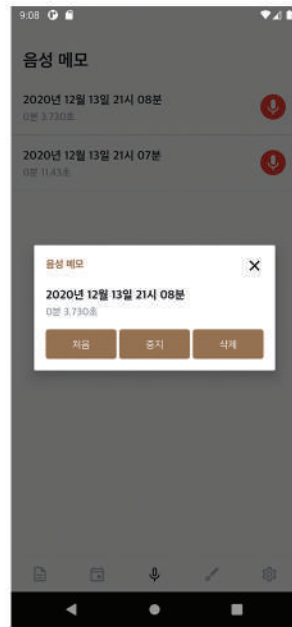 9:08
음성 메모
2020년 12월 13일 21시 08분
0분 3.730초
2020년 12월 13일 21시 07분
0분 11.43초
음성 메모
2020년 12월 13일 21시 08분
0분 3.730초
처음 중지 삭제